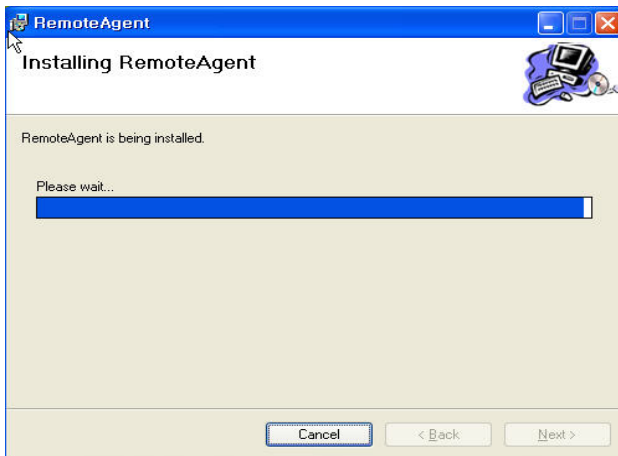 RemoteAgent
Installing RemoteAgent
RemoteAgent is being installed.
Please wait...
Cancel
< Back
Next >